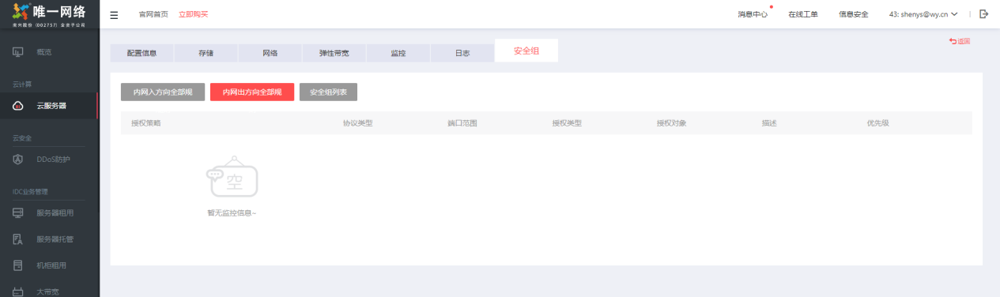 唯一网络
南兴股份 (002757) 全资子公司
官网首页 立即购买
消息中心 在线工单 信息安全 43: shenys@wy.cn
概览
云计算
云服务器
云安全
DDoS防护
IDC业务管理
服务器租用
服务器托管
机柜租用
大带宽
返回
配置信息 存储 网络 弹性带宽 监控 日志 安全组
内网入方向全部规 内网出方向全部规 安全组列表
授权策略 协议类型 端口范围 授权类型 授权对象 描述 优先级
空
暂无监控信息~